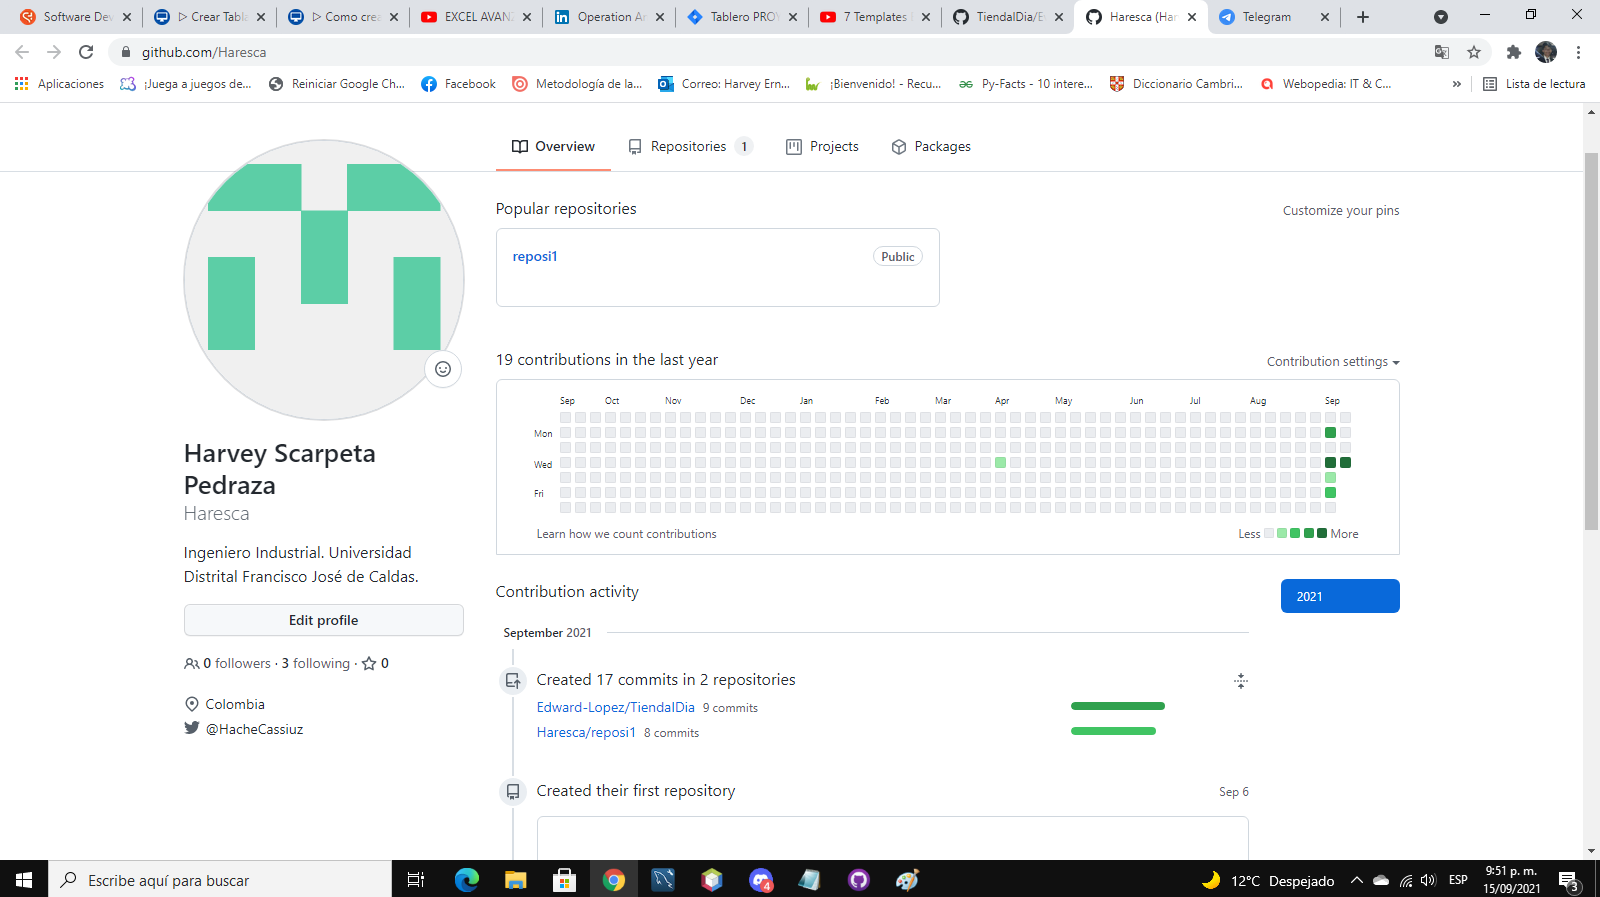 Software Dev
▷ Crear Tabla
▷ Como crea
EXCEL AVANZ
Operation An
Tablero PROY
7 Templates
TiendalDia/E
Haresca (Har
Telegram
github.com/Haresca
Aplicaciones
¡Juega a juegos de...
Reiniciar Google Ch...
Facebook
Metodología de la...
Correo: Harvey Ern...
¡Bienvenido! - Recu...
Py-Facts - 10 intere...
Diccionario Cambri...
Webopedia: IT & C...
»
Lista de lectura
Overview
Repositories 1
Projects
Packages
Popular repositories
Customize your pins
reposi1
Public
19 contributions in the last year
Contribution settings
Sep Oct Nov Dec Jan Feb Mar Apr May Jun Jul Aug Sep
Mon
Wed
Fri
Learn how we count contributions
Less More
Harvey Scarpeta
Pedraza
Haresca
Ingeniero Industrial. Universidad
Distrital Francisco José de Caldas.
Edit profile
0 followers · 3 following · 0
Colombia
@HacheCassiuz
Contribution activity
2021
September 2021
Created 17 commits in 2 repositories
Edward-Lopez/TiendalDia 9 commits
Haresca/reposi1 8 commits
Created their first repository
Sep 6
Escribe aquí para buscar
4
12°C Despejado
ESP
9:51 p. m.
15/09/2021
3